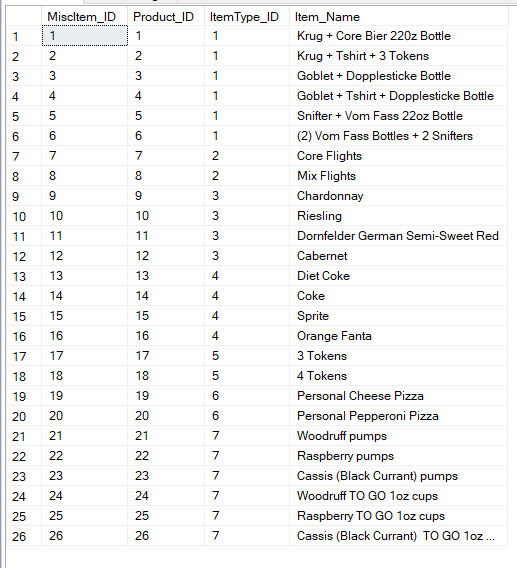 MiscItem_ID Product_ID ItemType_ID Item_Name
1 1 1 1 Krug + Core Bier 220z Bottle
2 2 2 1 Krug + Tshirt + 3 Tokens
3 3 3 1 Goblet + Dopplesticke Bottle
4 4 4 1 Goblet + Tshirt + Dopplesticke Bottle
5 5 5 1 Snifter + Vom Fass 22oz Bottle
6 6 6 1 (2) Vom Fass Bottles + 2 Snifters
7 7 7 2 Core Flights
8 8 8 2 Mix Flights
9 9 9 3 Chardonnay
10 10 10 3 Riesling
11 11 11 3 Dornfelder German Semi-Sweet Red
12 12 12 3 Cabernet
13 13 13 4 Diet Coke
14 14 14 4 Coke
15 15 15 4 Sprite
16 16 16 4 Orange Fanta
17 17 17 5 3 Tokens
18 18 18 5 4 Tokens
19 19 19 6 Personal Cheese Pizza
20 20 20 6 Personal Pepperoni Pizza
21 21 21 7 Woodruff pumps
22 22 22 7 Raspberry pumps
23 23 23 7 Cassis (Black Currant) pumps
24 24 24 7 Woodruff TO GO 1oz cups
25 25 25 7 Raspberry TO GO 1oz cups
26 26 26 7 Cassis (Black Currant)  TO GO 1oz ...